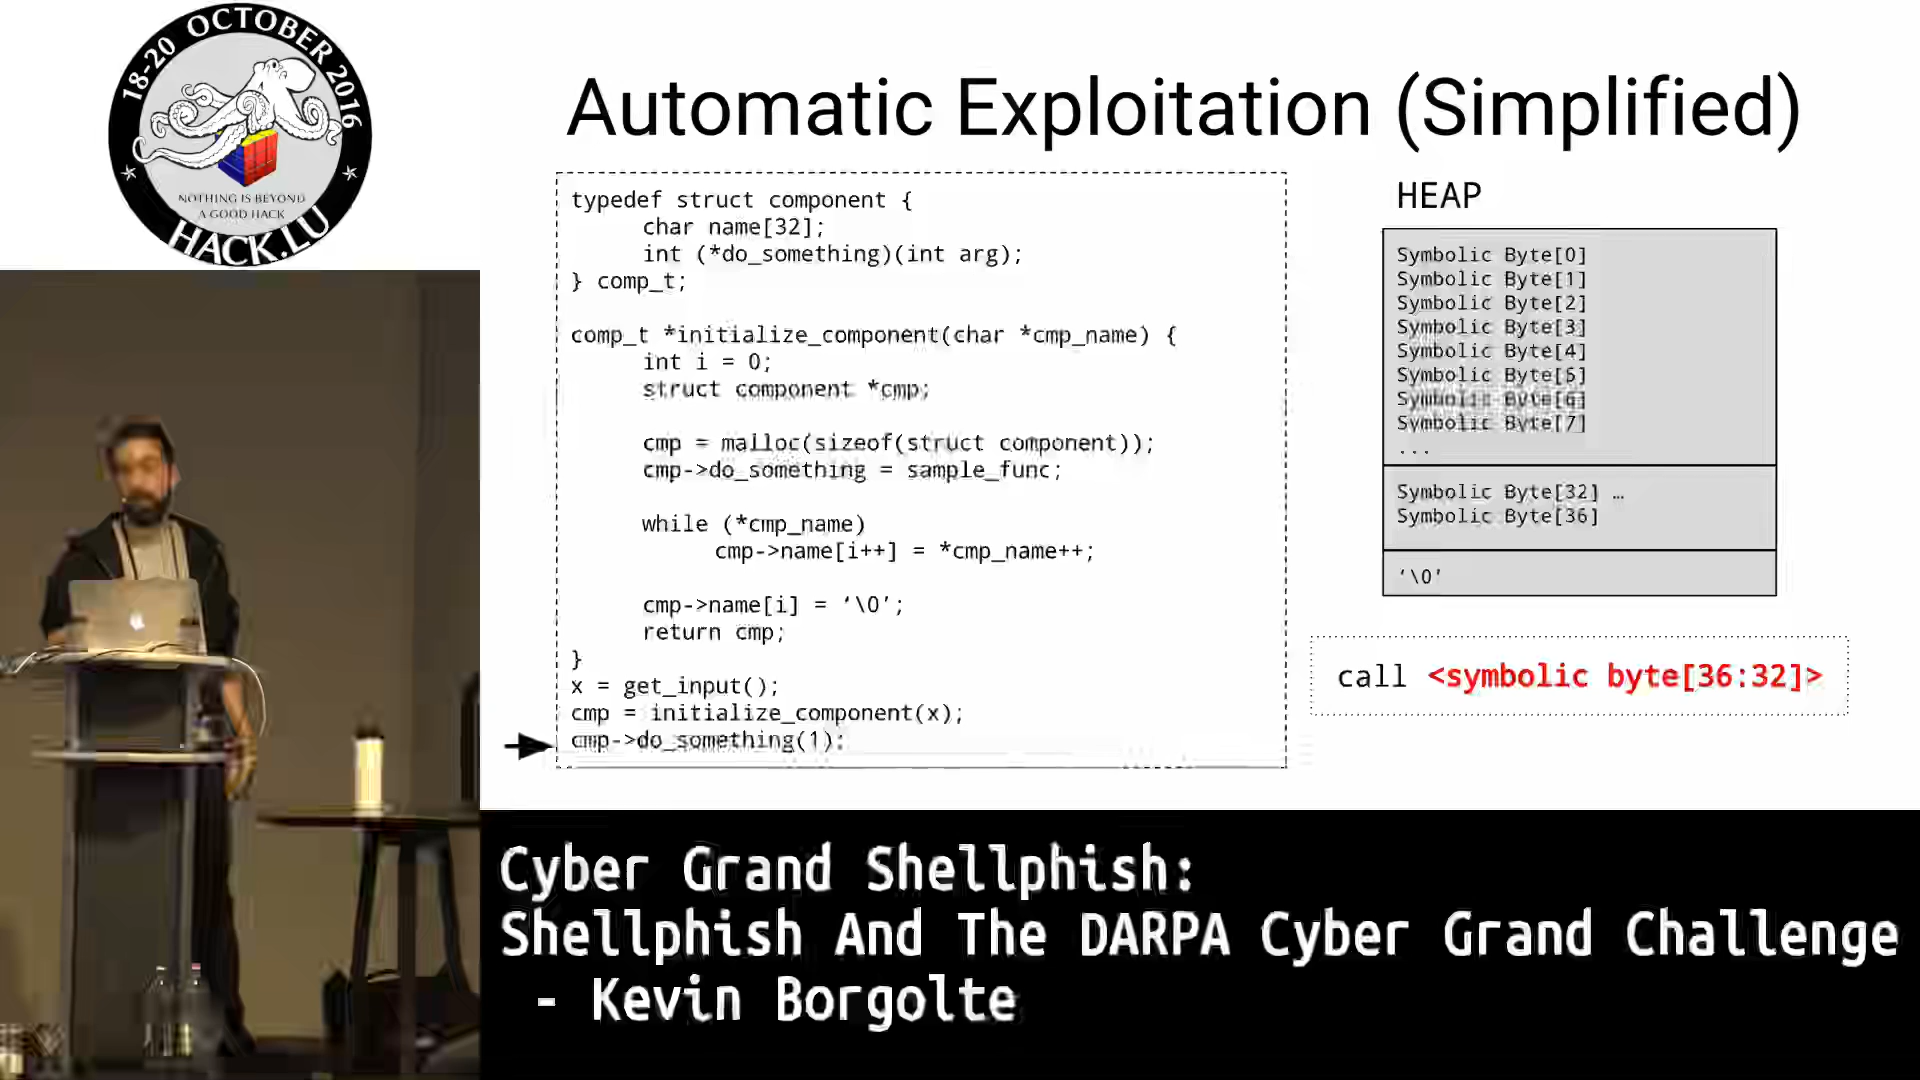 18-20 OCTOBER 2016
NOTHING IS BEYOND
A GOOD HACK
HACK.LU
Automatic Exploitation (Simplified)
typedef struct component {
char name[32];
int (*do_something)(int arg);
} comp_t;
comp_t *initialize_component(char *cmp_name) {
int i = 0;
struct component *cmp;
cmp = malloc(sizeof(struct component));
cmp->do_something = sample_func;
while (*cmp_name)
cmp->name[i++] = *cmp_name++;
cmp->name[i] = ‘\0’;
return cmp;
}
x = get_input();
cmp = initialize_component(x);
cmp->do_something(1);
HEAP
Symbolic Byte[0]
Symbolic Byte[1]
Symbolic Byte[2]
Symbolic Byte[3]
Symbolic Byte[4]
Symbolic Byte[5]
Symbolic Byte[6]
Symbolic Byte[7]
...
Symbolic Byte[32] …
Symbolic Byte[36]
‘\0’
call <symbolic byte[36:32]>
Cyber Grand Shellphish:
Shellphish And The DARPA Cyber Grand Challenge
- Kevin Borgolte